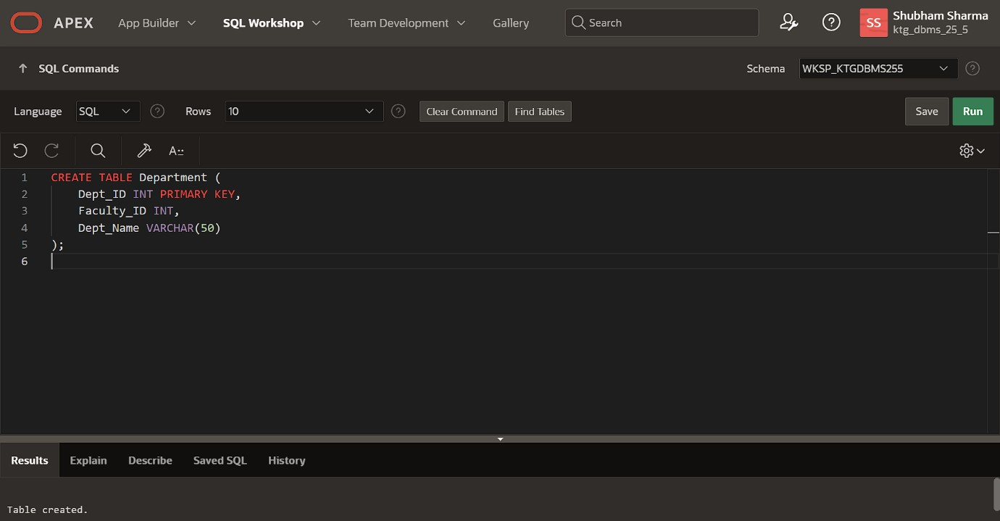 APEX App Builder SQL Workshop Team Development Gallery Search SS Shubham Sharma
ktg_dbms_25_5
SQL Commands Schema WKSP_KTGDBMS255 ?
Language SQL ? Rows 10 ? Clear Command Find Tables Save Run
A
1 CREATE TABLE Department (
2 Dept_ID INT PRIMARY KEY,
3 Faculty_ID INT,
4 Dept_Name VARCHAR(50)
5 );
6
Results Explain Describe Saved SQL History
Table created.